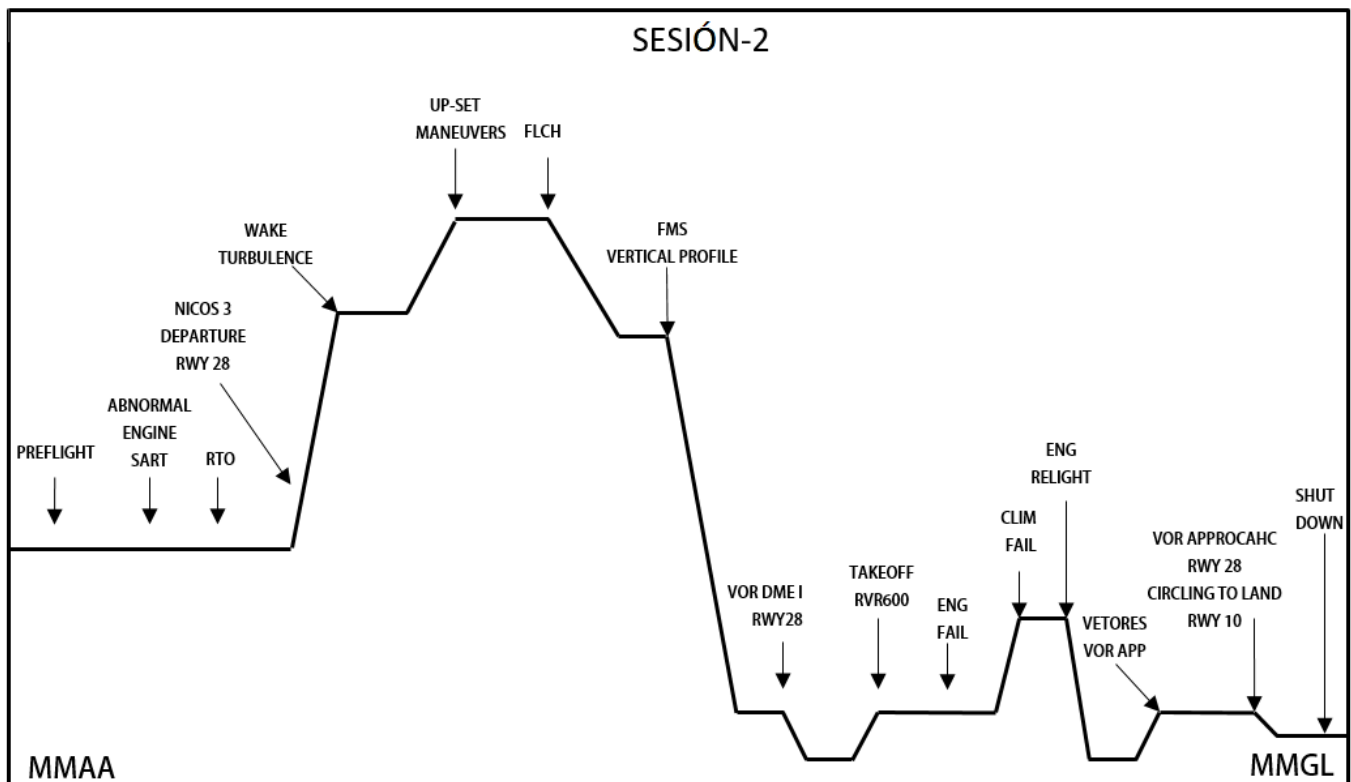 SESIÓN-2
UP-SET
MANEUVERS
FLCH
WAKE
TURBULENCE
FMS
VERTICAL PROFILE
NICOS 3
DEPARTURE
RWY 28
PREFLIGHT
ABNORMAL
ENGINE
SART
RTO
VOR DME I
RWY28
TAKEOFF
RVR600
ENG
FAIL
CLIM
FAIL
ENG
RELIGHT
VETORES
VOR APP
VOR APPROCAHC
RWY 28
CIRCLING TO LAND
RWY 10
SHUT
DOWN
MMAA
MMGL